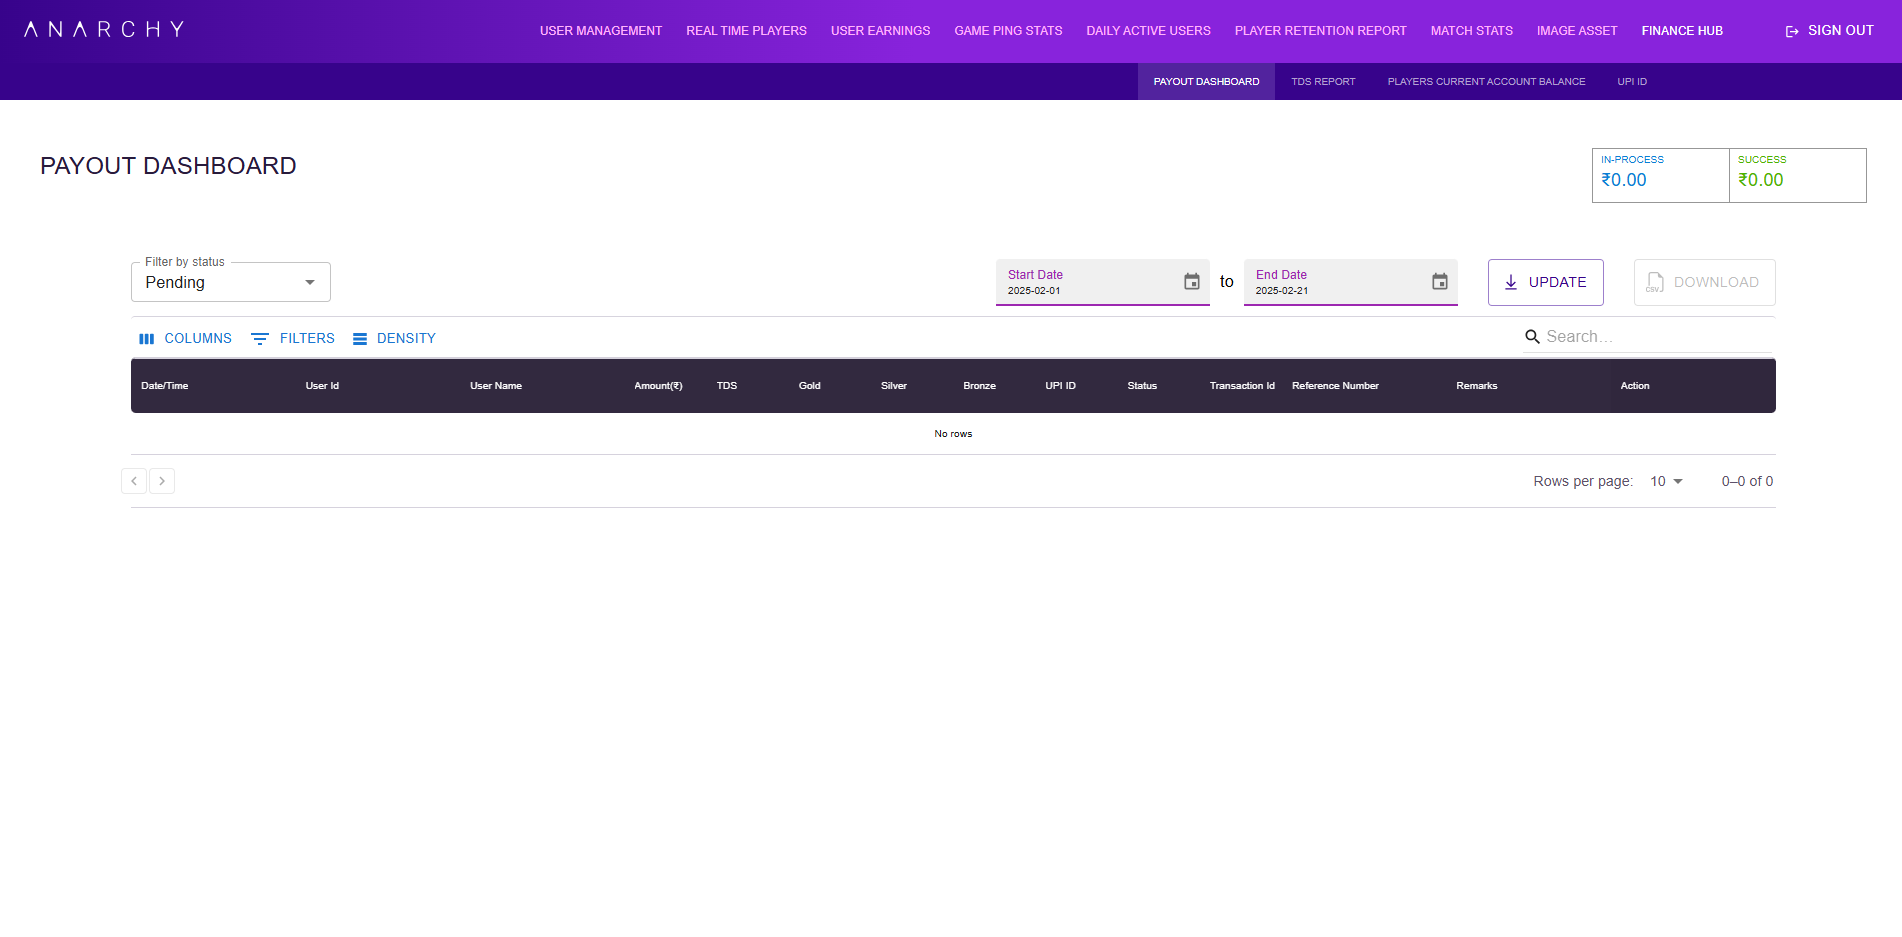 ANARCHY
USER MANAGEMENT REAL TIME PLAYERS USER EARNINGS GAME PING STATS DAILY ACTIVE USERS PLAYER RETENTION REPORT MATCH STATS IMAGE ASSET FINANCE HUB SIGN OUT
PAYOUT DASHBOARD TDS REPORT PLAYERS CURRENT ACCOUNT BALANCE UPI ID
PAYOUT DASHBOARD
IN-PROCESS SUCCESS
₹0.00 ₹0.00
Filter by status
Pending
Start Date
2025-02-01
to
End Date
2025-02-21
UPDATE
CSV DOWNLOAD
COLUMNS FILTERS DENSITY Search…
Date/Time User Id User Name Amount(₹) TDS Gold Silver Bronze UPI ID Status Transaction Id Reference Number Remarks Action
No rows
Rows per page: 10 0–0 of 0